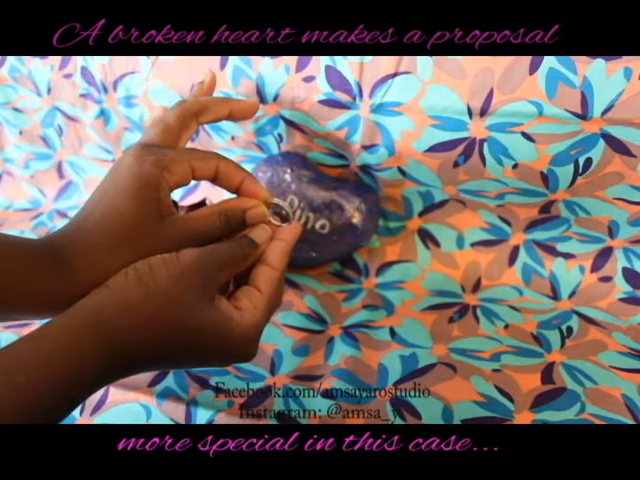 A broken heart makes a proposal
Facebook.com/amsayarostudio
Instagram: @amsa_y
more special in this case...